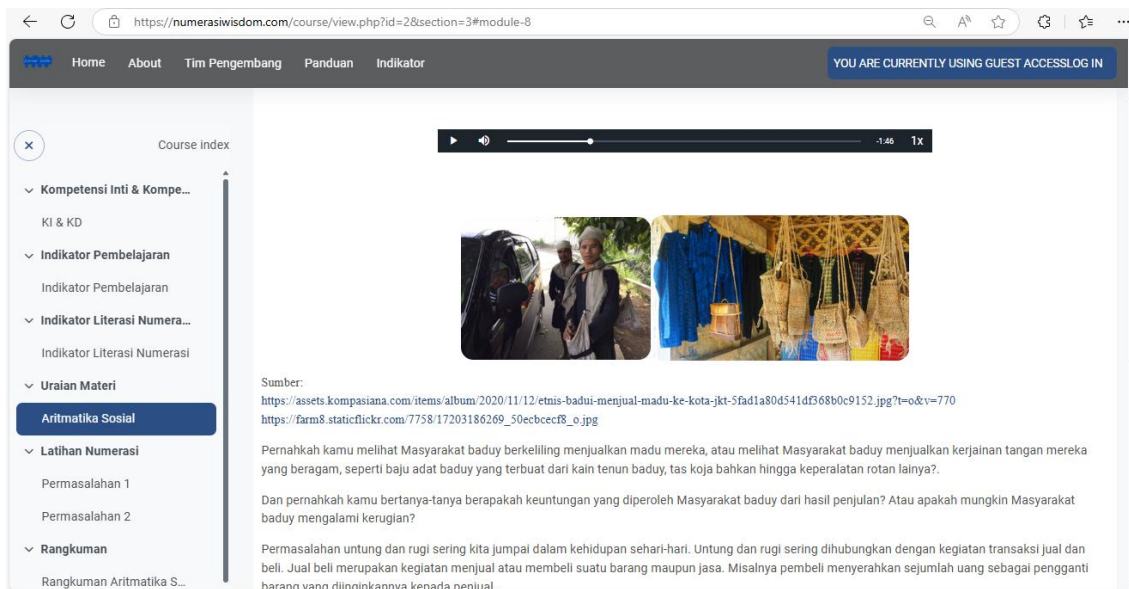 https://numerasiwisdom.com/course/view.php?id=2&section=3#module-8
Home About Tim Pengembang Panduan Indikator
YOU ARE CURRENTLY USING GUEST ACCESSLOG IN
Course index
Kompetensi Inti & Kompe...
KI & KD
Indikator Pembelajaran
Indikator Pembelajaran
Indikator Literasi Numera...
Indikator Literasi Numerasi
Uraian Materi
Aritmatika Sosial
Latihan Numerasi
Permasalahan 1
Permasalahan 2
Rangkuman
Rangkuman Aritmatika S...
-1:46 1x
Sumber:
https://assets.kompasiana.com/items/album/2020/11/12/etnis-badui-menjual-madu-ke-kota-jkt-5fad1a80d541df368b0c9152.jpg?t=o&v=770
https://farm8.staticflickr.com/7758/17203186269_50ecbcecf8_o.jpg
Pernahkah kamu melihat Masyarakat baduy berkeliling menjualkan madu mereka, atau melihat Masyarakat baduy menjualkan kerjainan tangan mereka
yang beragam, seperti baju adat baduy yang terbuat dari kain tenun baduy, tas koja bahkan hingga keperalatan rotan lainya?.
Dan pernahkah kamu bertanya-tanya berapakah keuntungan yang diperoleh Masyarakat baduy dari hasil penjulan? Atau apakah mungkin Masyarakat
baduy mengalami kerugian?
Permasalahan untung dan rugi sering kita jumpai dalam kehidupan sehari-hari. Untung dan rugi sering dihubungkan dengan kegiatan transaksi jual dan
beli. Jual beli merupakan kegiatan menjual atau membeli suatu barang maupun jasa. Misalnya pembeli menyerahkan sejumlah uang sebagai pengganti
barang yang diinginkannya kepada penjual